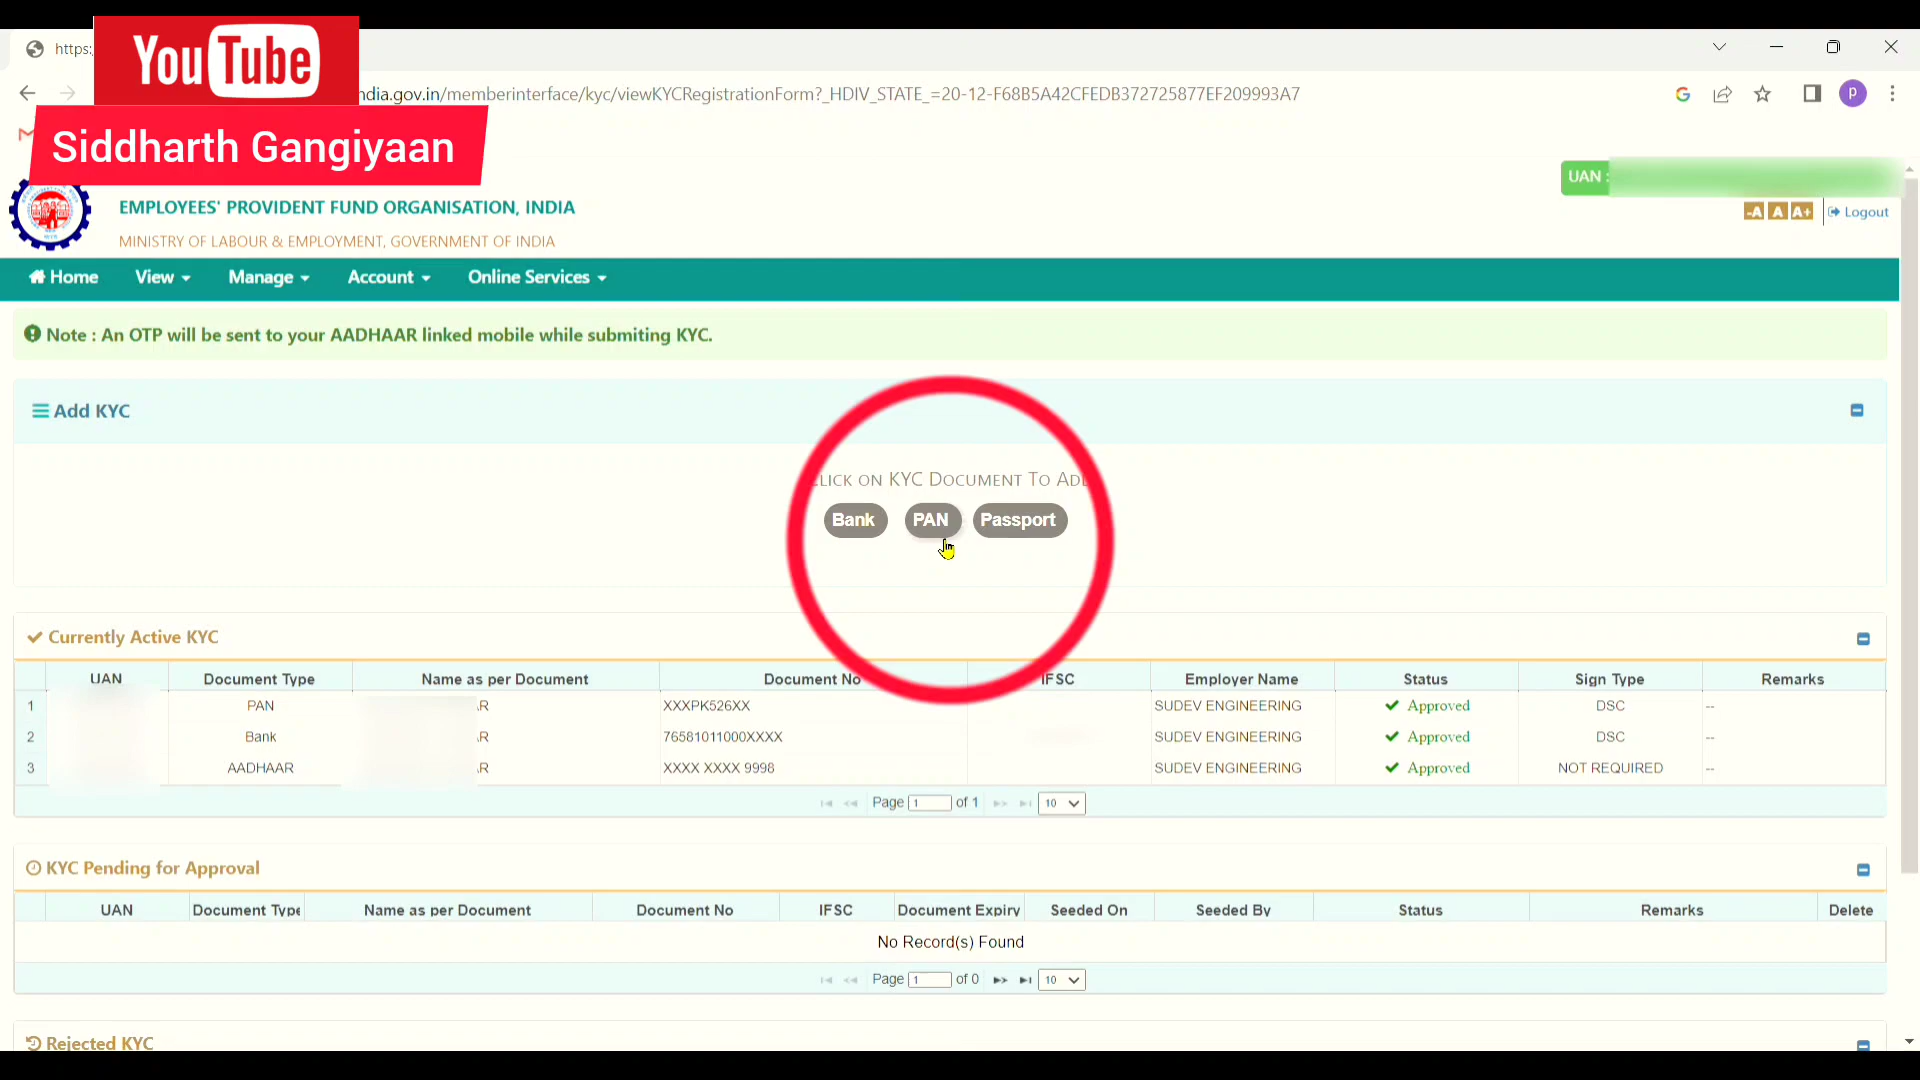 YouTube
https:
dia.gov.in/memberinterface/kyc/viewKYCRegistrationForm?_HDIV_STATE_=20-12-F68B5A42CFEDB372725877EF209993A7
P
Siddharth Gangiyaan
UAN :
EMPLOYEES' PROVIDENT FUND ORGANISATION, INDIA
-A A A+ Logout
MINISTRY OF LABOUR & EMPLOYMENT, GOVERNMENT OF INDIA
Home View Manage Account Online Services
Note : An OTP will be sent to your AADHAAR linked mobile while submiting KYC.
Add KYC
LICK ON KYC DOCUMENT TO AD
Bank PAN Passport
Currently Active KYC
UAN Document Type Name as per Document Document No IFSC Employer Name Status Sign Type Remarks
1 PAN R XXXPK526XX SUDEV ENGINEERING Approved DSC --
2 Bank R 76581011000XXXX SUDEV ENGINEERING Approved DSC --
3 AADHAAR R XXXX XXXX 9998 SUDEV ENGINEERING Approved NOT REQUIRED --
Page 1 of 1 10
KYC Pending for Approval
UAN Document Type Name as per Document Document No IFSC Document Expiry Seeded On Seeded By Status Remarks Delete
No Record(s) Found
Page 1 of 0 10
Rejected KYC